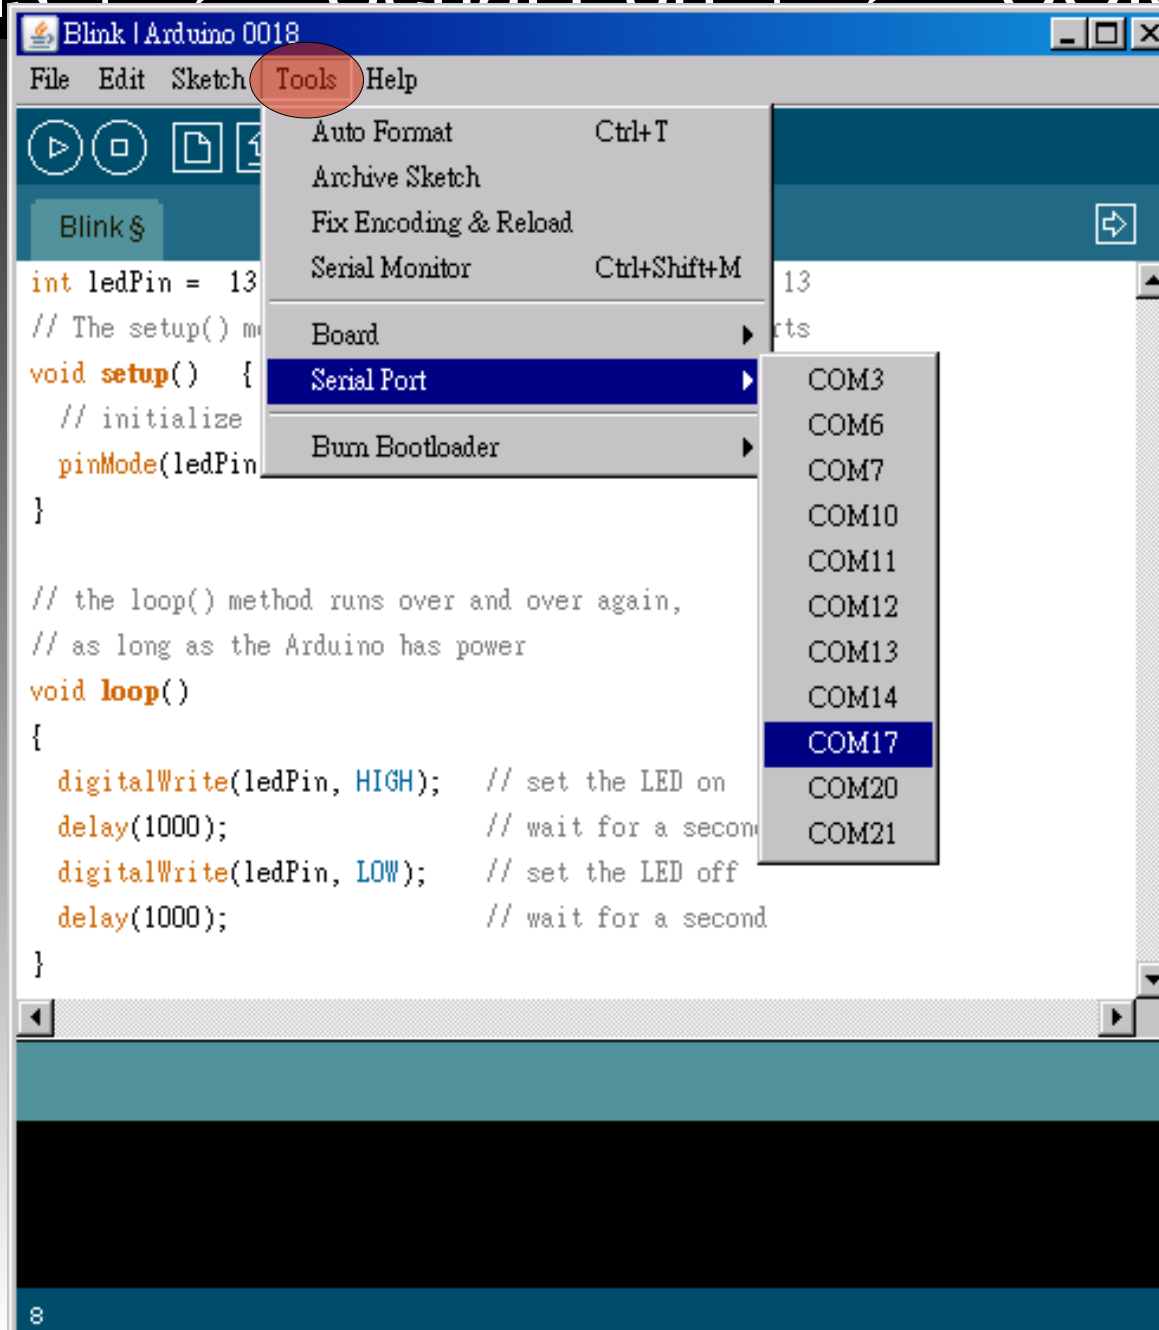 Blink | Arduino 0018
File Edit Sketch Tools Help
Auto Format Ctrl+T
Archive Sketch
Fix Encoding & Reload
Serial Monitor Ctrl+Shift+M
Board
Serial Port
Burn Bootloader
COM3
COM6
COM7
COM10
COM11
COM12
COM13
COM14
COM17
COM20
COM21
Blink §
int ledPin = 13 13
// The setup()
void setup() {
// initialize
pinMode(ledPin
}
// the loop() method runs over and over again,
// as long as the Arduino has power
void loop()
{
digitalWrite(ledPin, HIGH); // set the LED on
delay(1000); // wait for a secon
digitalWrite(ledPin, LOW); // set the LED off
delay(1000); // wait for a second
}
8